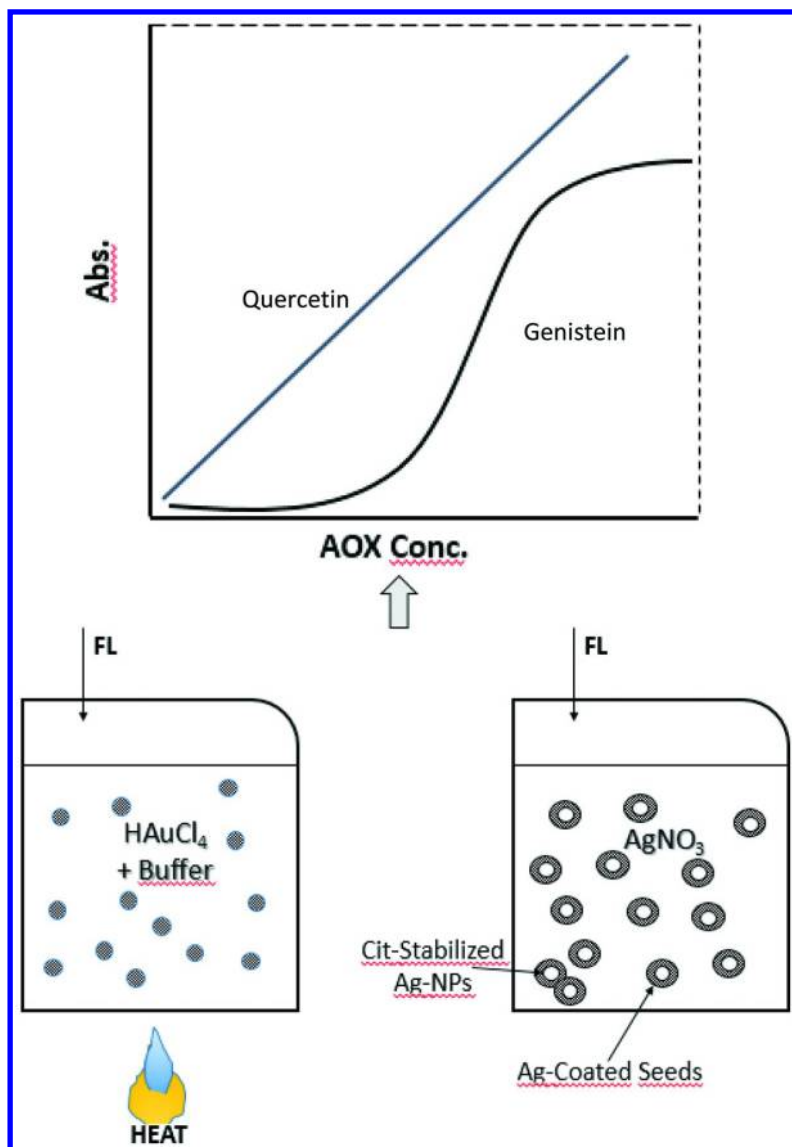 Abs.
Quercetin
Genistein
AOX Conc.
FL
HAuCl₄
+ Buffer
HEAT
FL
AgNO₃
Cit-Stabilized
Ag-NPs
Ag-Coated Seeds